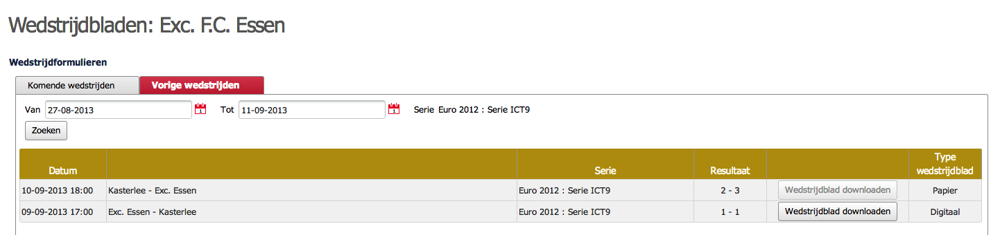 Wedstrijdbladen: Exc. F.C. Essen
Wedstrijdformulieren
Komende wedstrijden Vorige wedstrijden
Van 27-08-2013 1 Tot 11-09-2013 1 Serie Euro 2012 : Serie ICT9
Zoeken
Datum Serie Resultaat Type wedstrijdblad
10-09-2013 18:00 Kasterlee - Exc. Essen Euro 2012 : Serie ICT9 2 - 3 Wedstrijdblad downloaden Papier
09-09-2013 17:00 Exc. Essen - Kasterlee Euro 2012 : Serie ICT9 1 - 1 Wedstrijdblad downloaden Digitaal